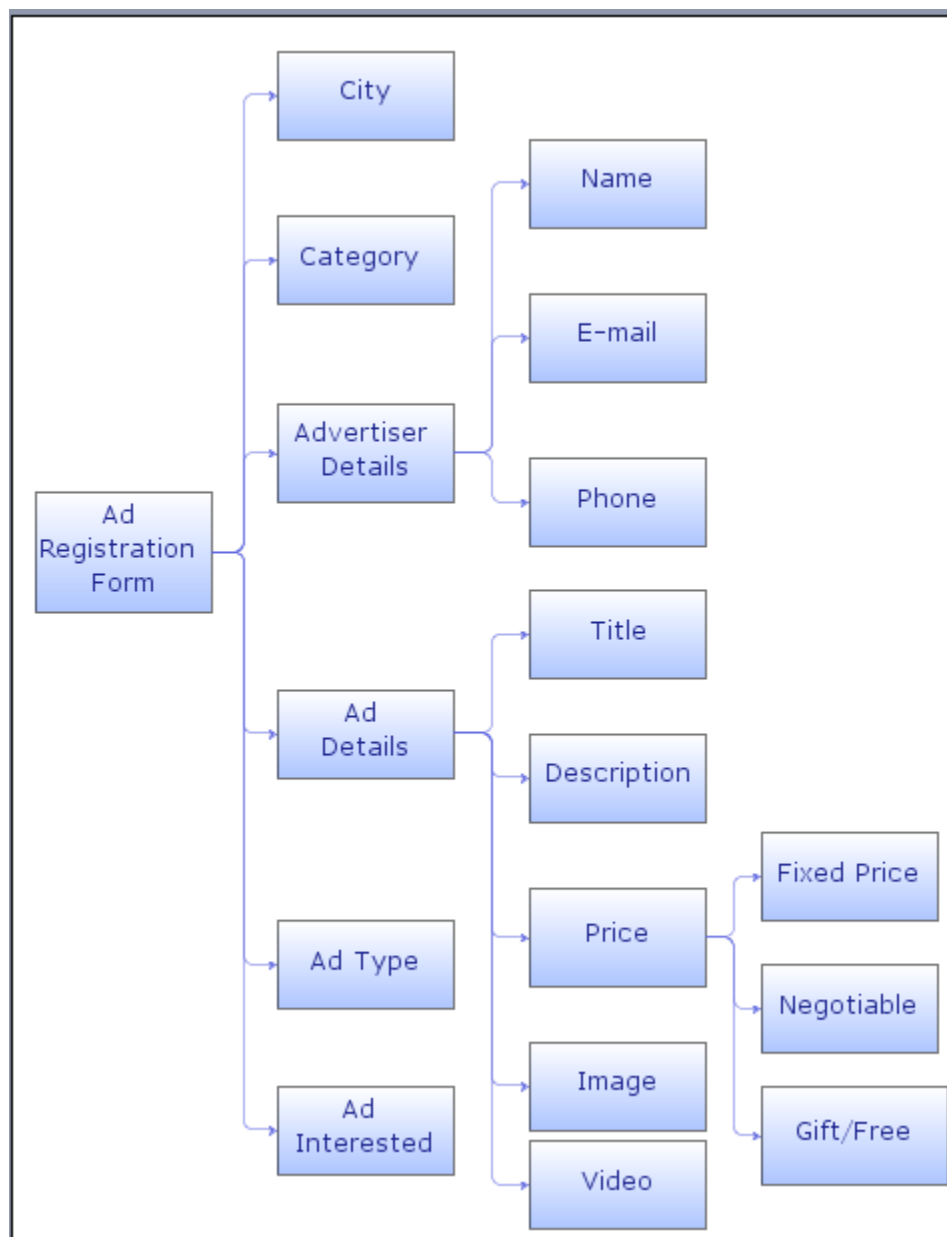 City
Name
Category
E-mail
Advertiser
Details
Phone
Ad
Registration
Form
Title
Ad
Details
Description
Fixed Price
Price
Ad Type
Negotiable
Image
Ad
Interested
Gift/Free
Video